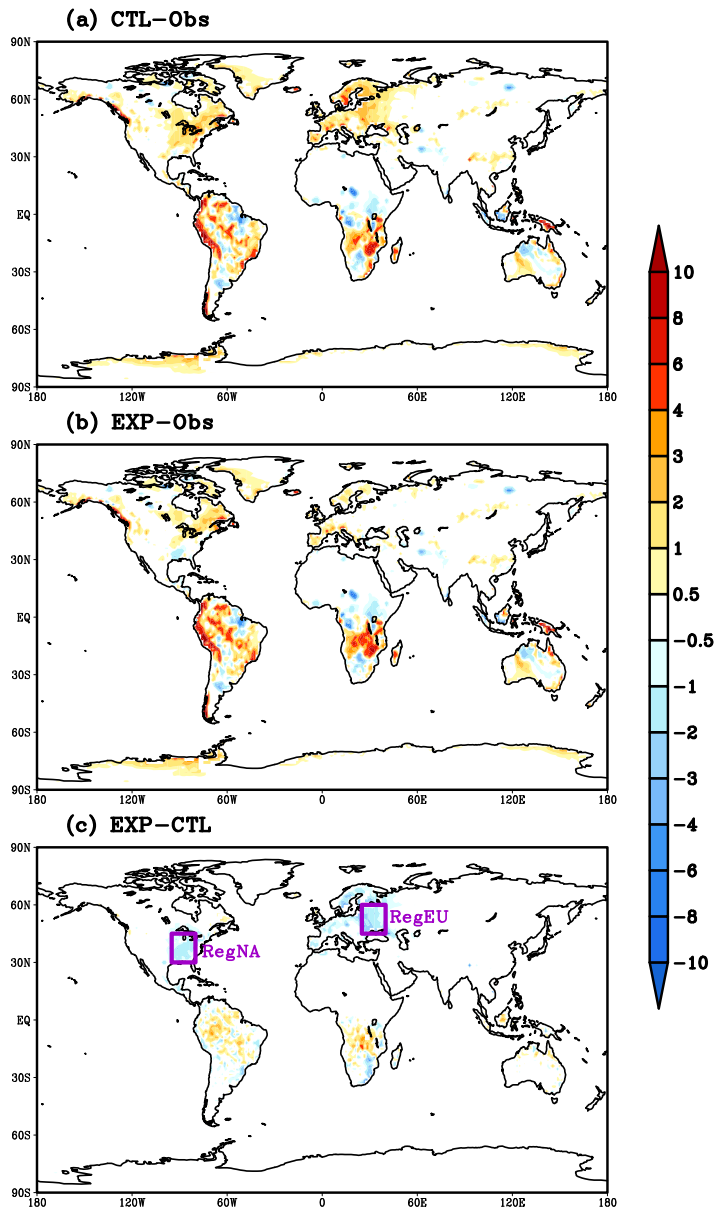 (a) CTL-Obs
90N
60N
30N
EQ
30S
60S
90S
180 120W 60W 0 60E 120E 180
(b) EXP-Obs
90N
60N
30N
EQ
30S
60S
90S
180 120W 60W 0 60E 120E 180
(c) EXP-CTL
90N
60N
RegEU
RegNA
30N
EQ
30S
60S
90S
180 120W 60W 0 60E 120E 180
10
8
6
4
3
2
1
0.5
-0.5
-1
-2
-3
-4
-6
-8
-10